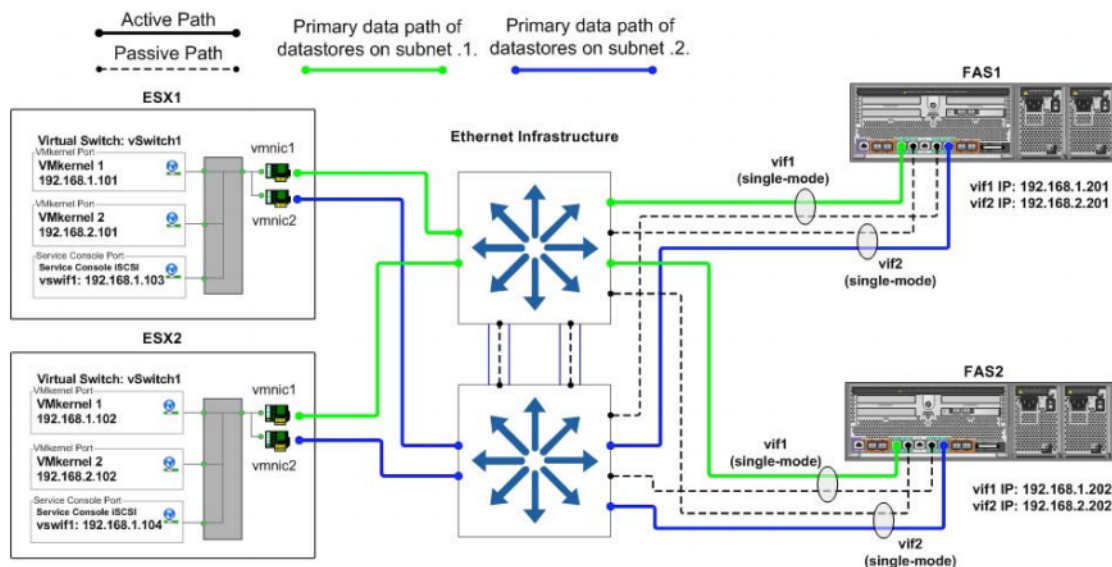 Active Path
Passive Path
Primary data path of
datastores on subnet .1.
Primary data path of
datastores on subnet .2.
ESX1
Virtual Switch: vSwitch1
VMkernel Port
VMkernel 1
192.168.1.101
VMkernel 2
192.168.2.101
Service Console Port
Service Console iSCSI
vswif1: 192.168.1.103
vmnic1
vmnic2
ESX2
Virtual Switch: vSwitch1
VMkernel Port
VMkernel 1
192.168.1.102
VMkernel 2
192.168.2.102
Service Console Port
Service Console iSCSI
vswif1: 192.168.1.104
vmnic1
vmnic2
Ethernet Infrastructure
vif1
(single-mode)
vif2
(single-mode)
FAS1
vif1 IP: 192.168.1.201
vif2 IP: 192.168.2.201
vif1
(single-mode)
vif2
(single-mode)
FAS2
vif1 IP: 192.168.1.202
vif2 IP: 192.168.2.202